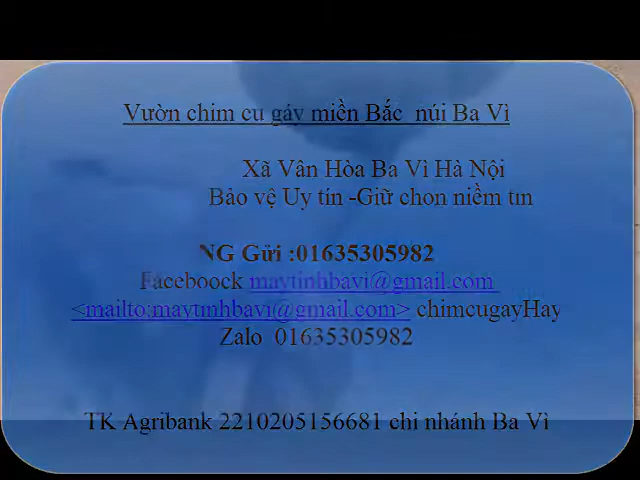 Vườn chim cu gáy miền Bắc núi Ba Vì
Xã Vân Hòa Ba Vì Hà Nội
Bảo vệ Uy tín -Giữ chon niềm tin
NG Gửi :01635305982
Faceboock maytinhbavi@gmail.com
<mailto:maytinhbavi@gmail.com> chimcugayHay
Zalo 01635305982
TK Agribank 2210205156681 chi nhánh Ba Vì